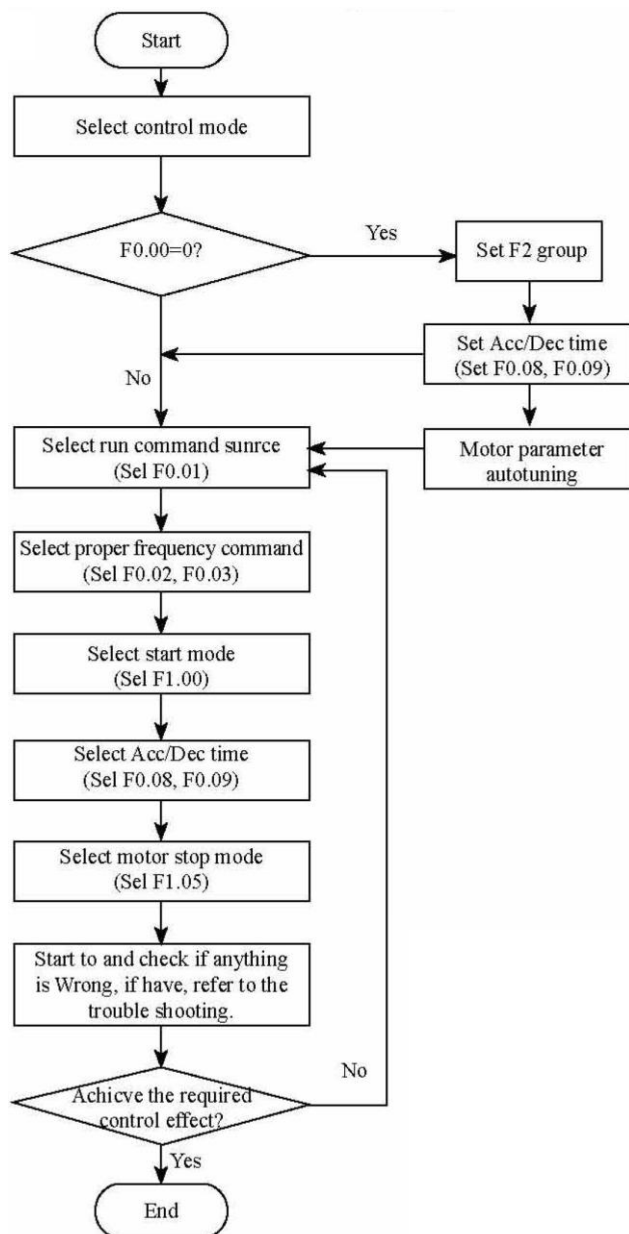 Start
Select control mode
F0.00=0?
Yes
Set F2 group
Set Acc/Dec time
(Set F0.08, F0.09)
No
Select run command sunrce
(Sel F0.01)
Motor parameter
autotuning
Select proper frequency command
(Sel F0.02, F0.03)
Select start mode
(Sel F1.00)
Select Acc/Dec time
(Sel F0.08, F0.09)
Select motor stop mode
(Sel F1.05)
Start to and check if anything
is Wrong, if have, refer to the
trouble shooting.
No
Achicve the required
control effect?
Yes
End